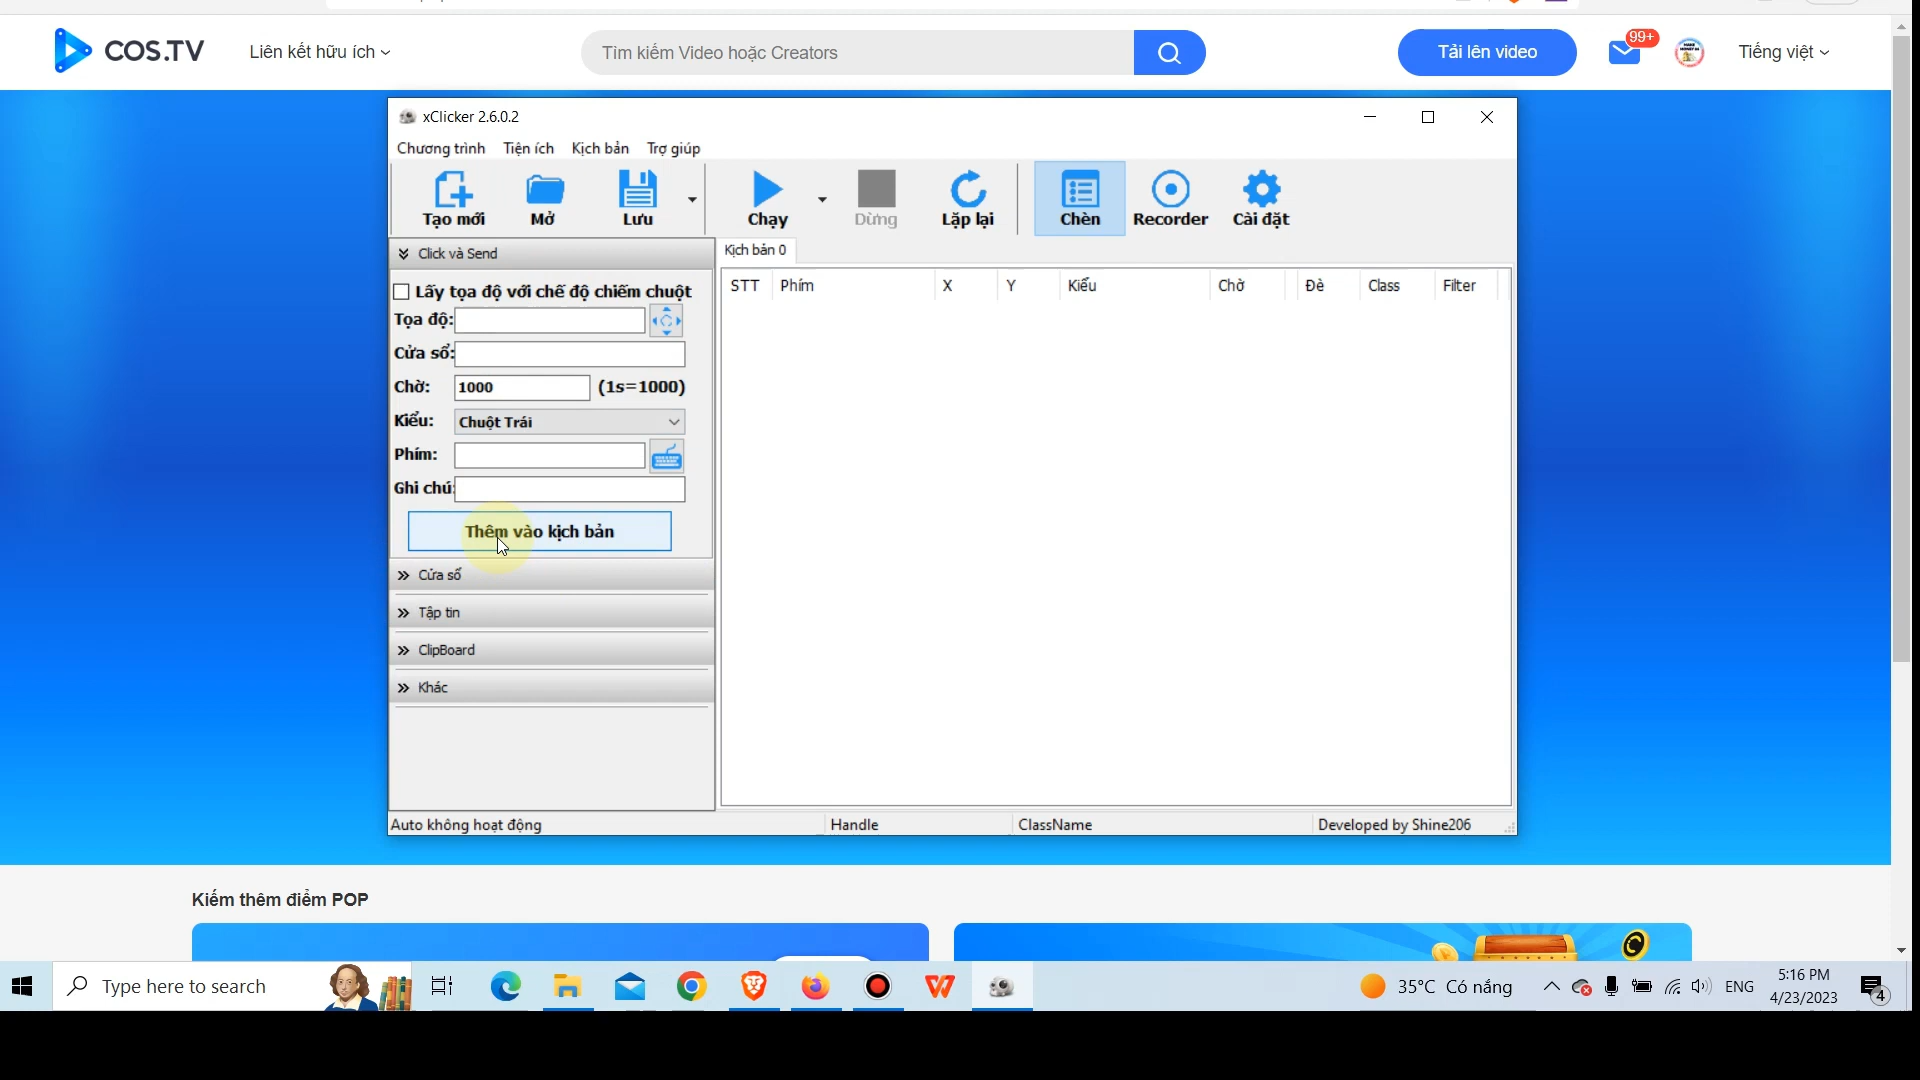 COS.TV
Liên kết hữu ích
Tìm kiếm Video hoặc Creators
Tải lên video
99+
Tiếng việt
xClicker 2.6.0.2
Chương trình Tiện ích Kịch bản Trợ giúp
Tạo mới Mở Lưu Chạy Dừng Lặp lại Chèn Recorder Cài đặt
Click và Send
Kịch bản 0
STT Phím X Y Kiểu Chờ Đè Class Filter
Lấy tọa độ với chế độ chiếm chuột
Tọa độ:
Cửa sổ:
Chờ: 1000 (1s=1000)
Kiểu: Chuột Trái
Phím:
Ghi chú:
Thêm vào kịch bản
Cửa sổ
Tập tin
ClipBoard
Khác
Auto không hoạt động Handle ClassName Developed by Shine206
Kiếm thêm điểm POP
Type here to search
35°C Có nắng
ENG
5:16 PM
4/23/2023
4